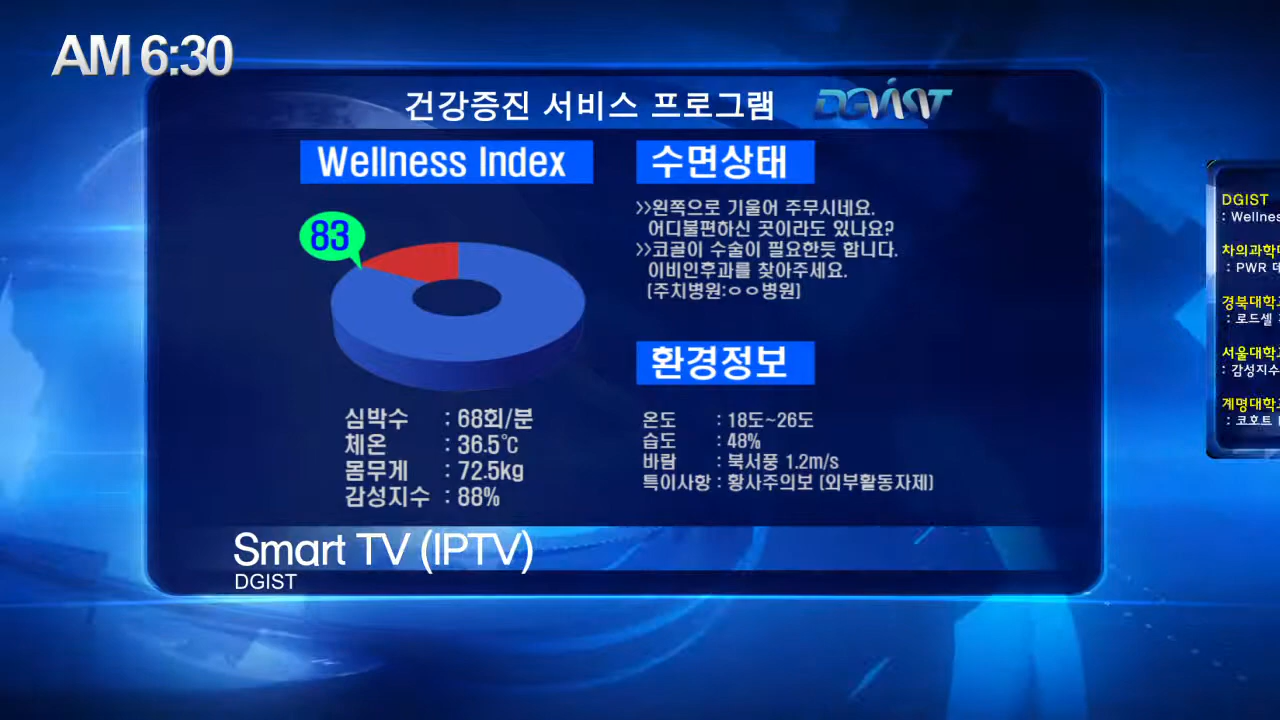 AM 6:30
건강증진 서비스 프로그램
DGIST
Wellness Index
83
심박수 : 68회/분
체온 : 36.5℃
몸무게 : 72.5kg
감성지수 : 88%
수면상태
>>왼쪽으로 기울어 주무시네요.
어디불편하신 곳이라도 있나요?
>>코골이 수술이 필요한듯 합니다.
이비인후과를 찾아주세요.
(주치병원:ㅇㅇ병원)
환경정보
온도 : 18도~26도
습도 : 48%
바람 : 북서풍 1.2m/s
특이사항 : 황사주의보 (외부활동자제)
Smart TV (IPTV)
DGIST
DGIST
: Wellnes
차의과학대
: PWR
경북대학교
: 로드셀
서울대학교
: 감성지수
계명대학교
: 코호트